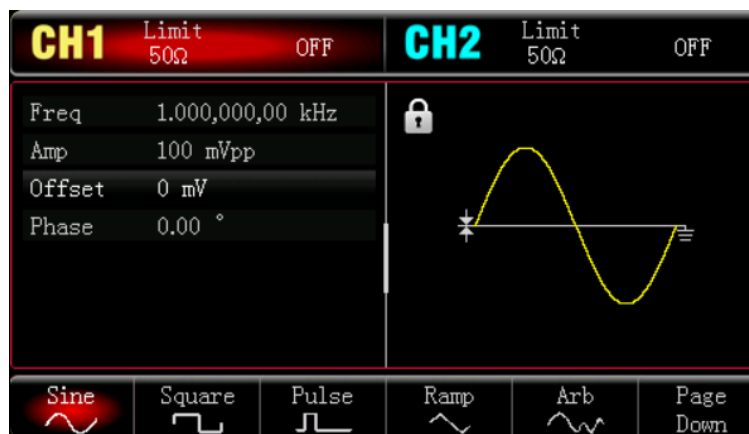 CH1 Limit 50Ω OFF
CH2 Limit 50Ω OFF
Freq 1.000,000,00 kHz
Amp 100 mVpp
Offset 0 mV
Phase 0.00 °
Sine Square Pulse Ramp Arb Page Down